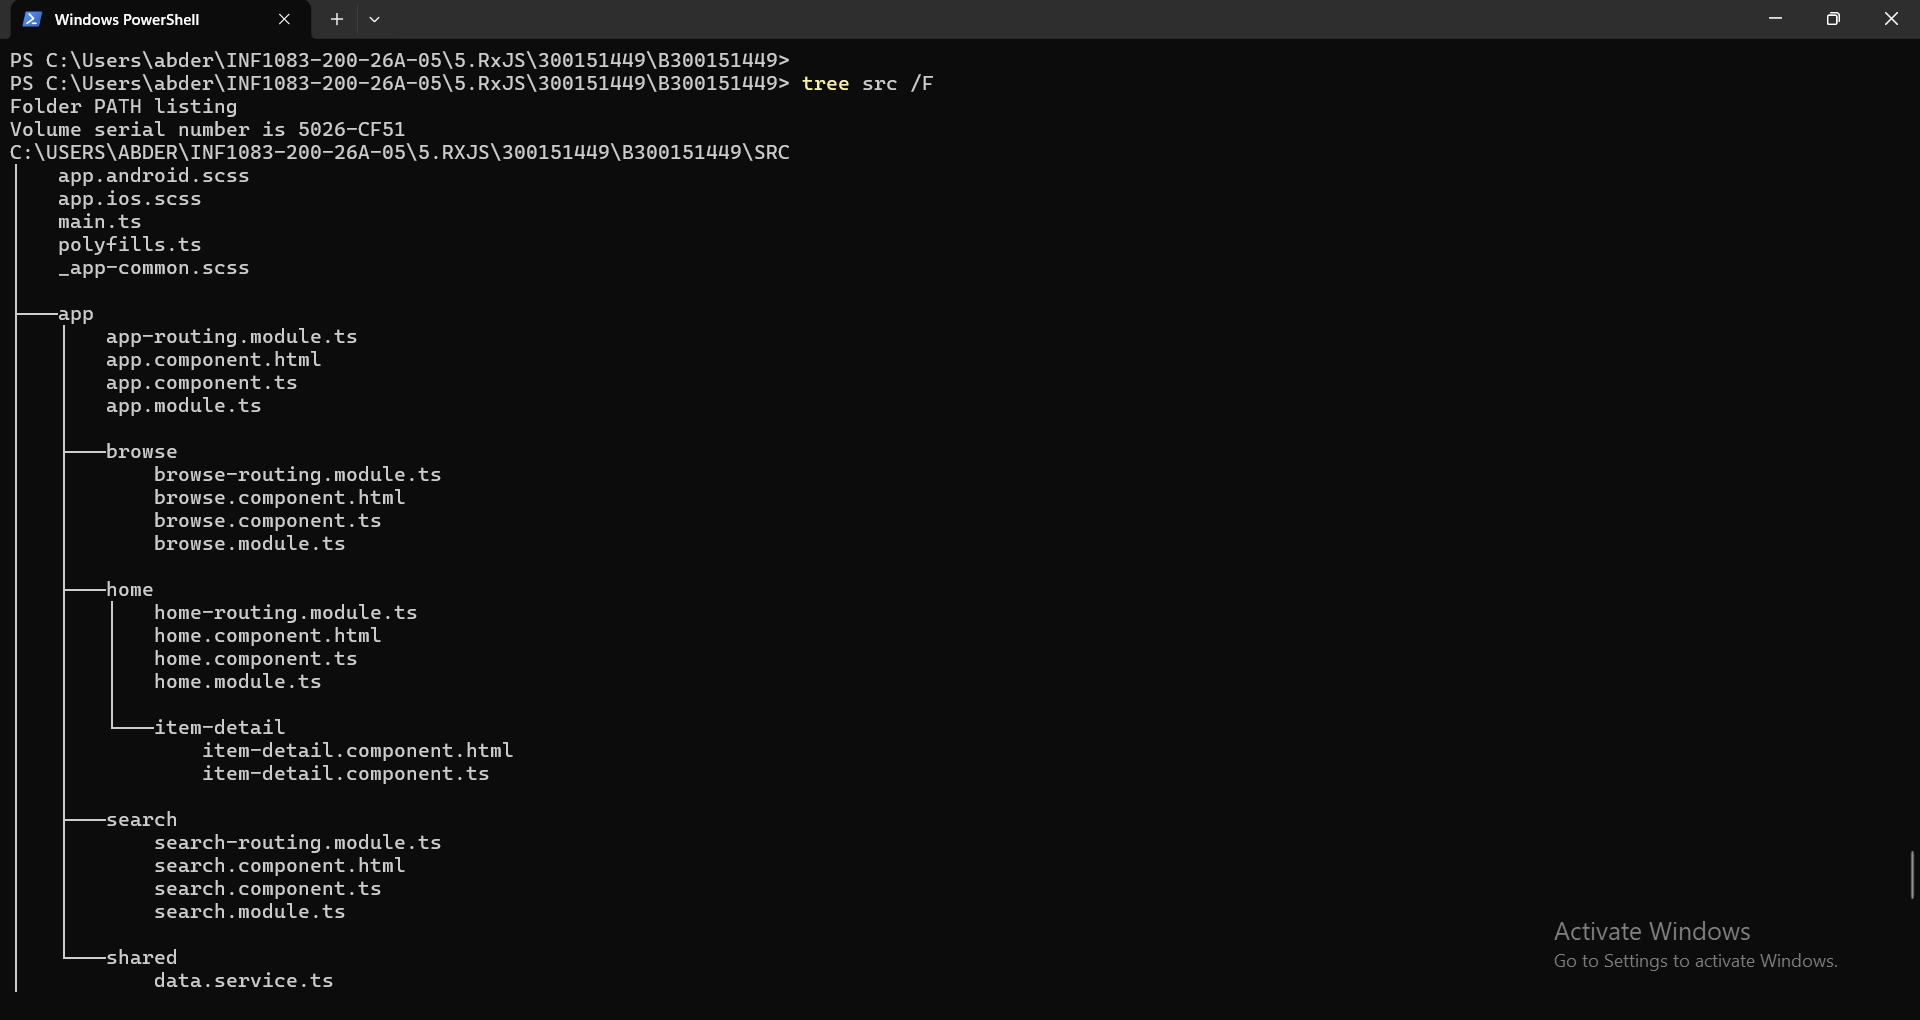 Windows PowerShell
PS C:\Users\abder\INF1083-200-26A-05\5.RxJS\300151449\B300151449>
PS C:\Users\abder\INF1083-200-26A-05\5.RxJS\300151449\B300151449> tree src /F
Folder PATH listing
Volume serial number is 5026-CF51
C:\USERS\ABDER\INF1083-200-26A-05\5.RXJS\300151449\B300151449\SRC
app.android.scss
app.ios.scss
main.ts
polyfills.ts
_app-common.scss
app
app-routing.module.ts
app.component.html
app.component.ts
app.module.ts
browse
browse-routing.module.ts
browse.component.html
browse.component.ts
browse.module.ts
home
home-routing.module.ts
home.component.html
home.component.ts
home.module.ts
item-detail
item-detail.component.html
item-detail.component.ts
search
search-routing.module.ts
search.component.html
search.component.ts
search.module.ts
shared
data.service.ts
Activate Windows
Go to Settings to activate Windows.